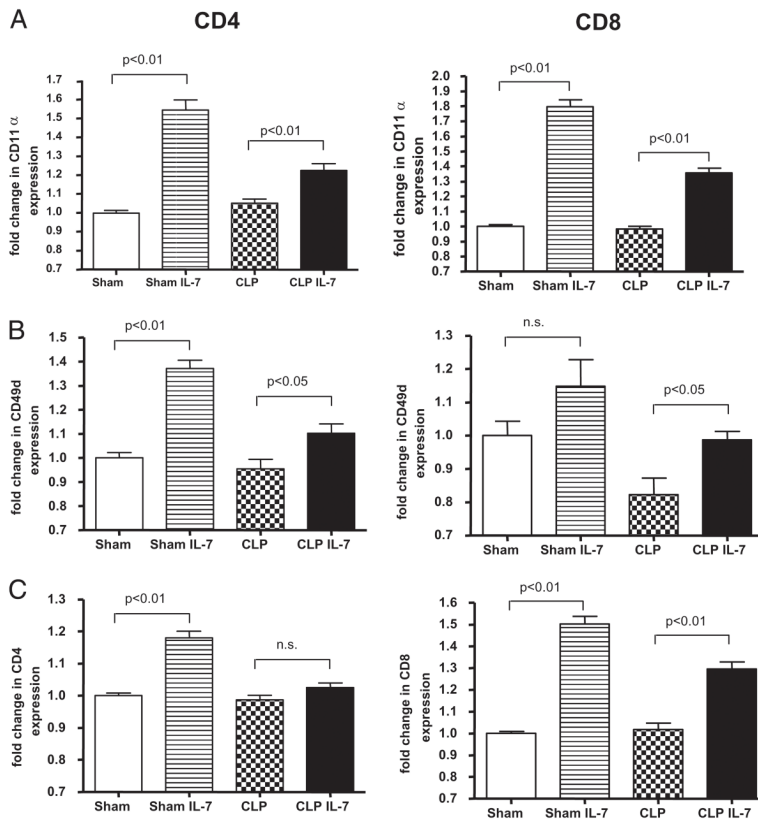 A
CD4
CD8
fold change in CD11 α
expression
1.7
1.6
1.5
1.4
1.3
1.2
1.1
1.0
0.9
0.8
0.7
p<0.01
p<0.01
Sham
Sham IL-7
CLP
CLP IL-7
fold change in CD11 α
expression
2.0
1.9
1.8
1.7
1.6
1.5
1.4
1.3
1.2
1.1
1.0
0.9
0.8
0.7
p<0.01
p<0.01
Sham
Sham IL-7
CLP
CLP IL-7
B
fold change in CD49d
expression
1.5
1.4
1.3
1.2
1.1
1.0
0.9
0.8
0.7
p<0.01
p<0.05
Sham
Sham IL-7
CLP
CLP IL-7
fold change in CD49d
expression
1.3
1.2
1.1
1.0
0.9
0.8
0.7
n.s.
p<0.05
Sham
Sham IL-7
CLP
CLP IL-7
C
fold change in CD4
expression
1.3
1.2
1.1
1.0
0.9
0.8
0.7
p<0.01
n.s.
Sham
Sham IL-7
CLP
CLP IL-7
fold change in CD8
expression
1.6
1.5
1.4
1.3
1.2
1.1
1.0
0.9
0.8
0.7
p<0.01
p<0.01
Sham
Sham IL-7
CLP
CLP IL-7